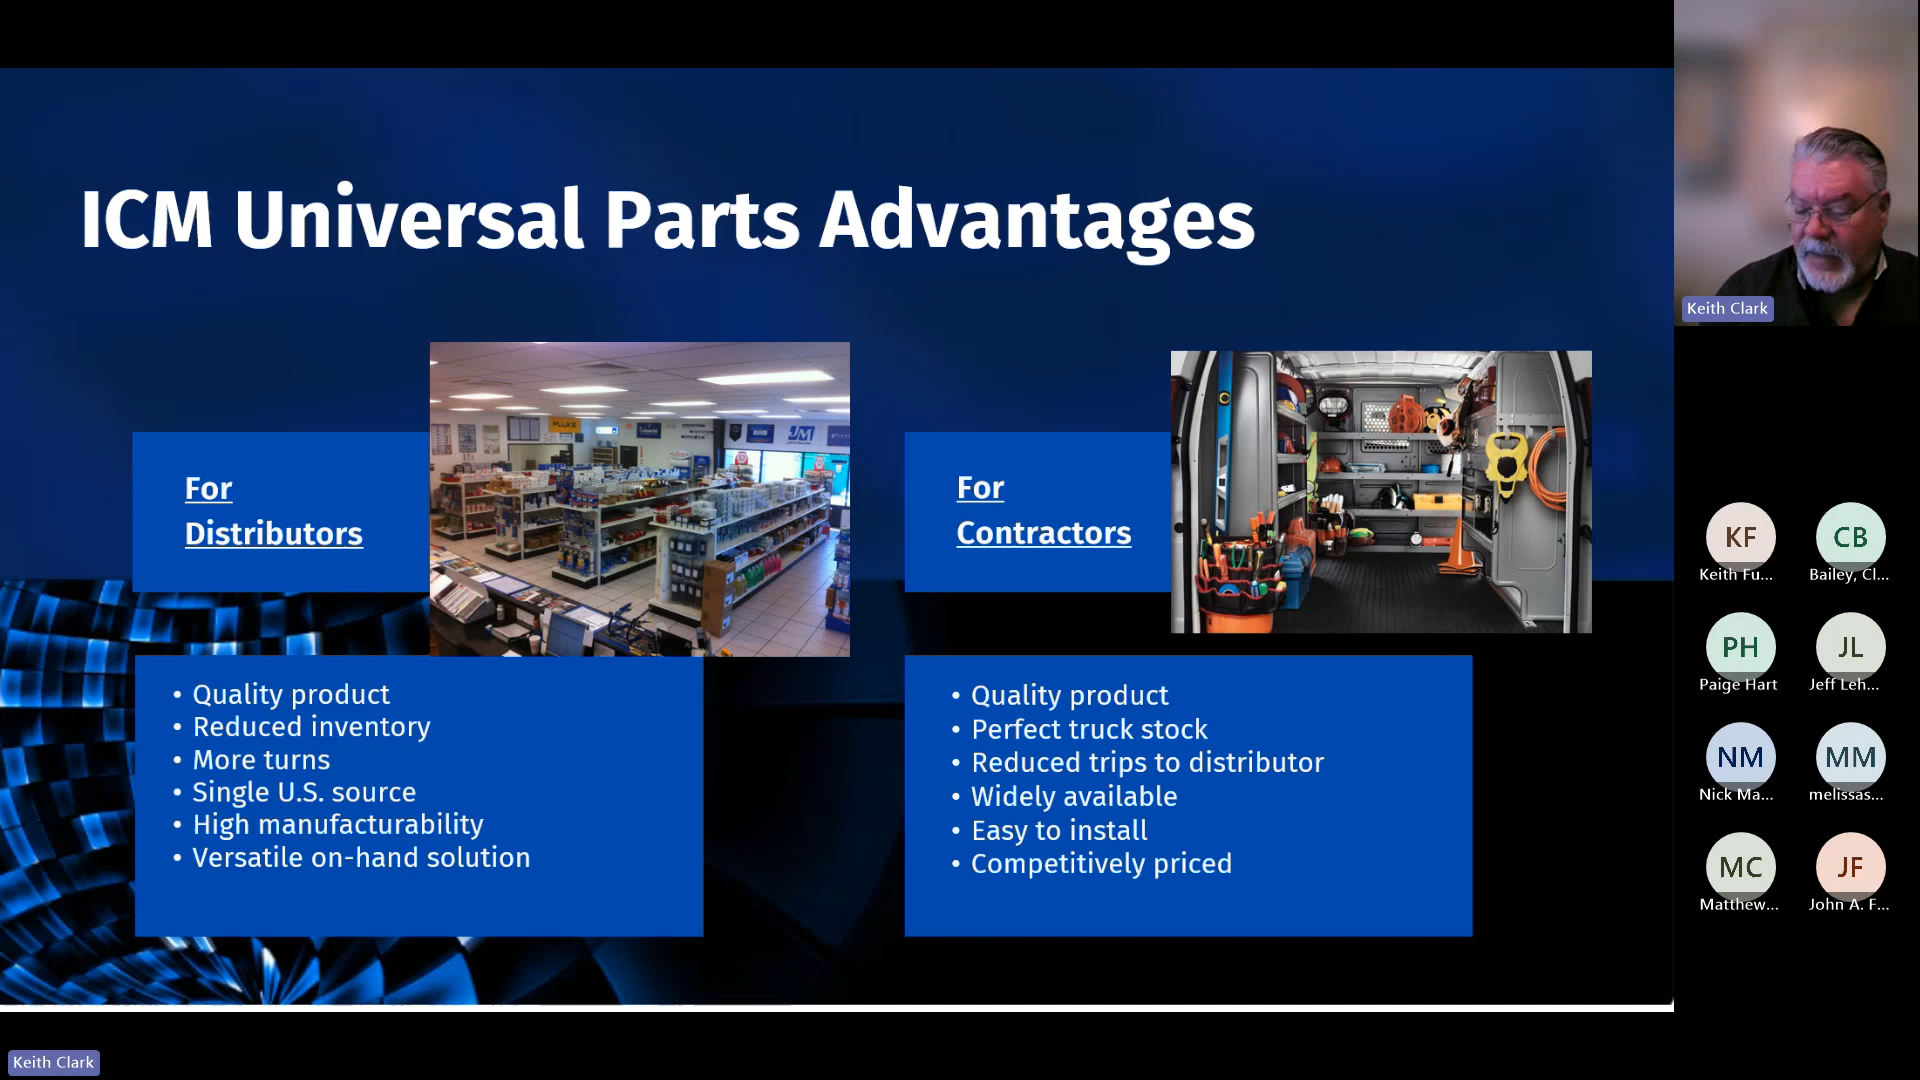 ICM Universal Parts Advantages
For
Distributors
FLUKE
JM
For
Contractors
• Quality product
• Reduced inventory
• More turns
• Single U.S. source
• High manufacturability
• Versatile on-hand solution
• Quality product
• Perfect truck stock
• Reduced trips to distributor
• Widely available
• Easy to install
• Competitively priced
Keith Clark
KF
Keith Fu...
CB
Bailey, Cl...
PH
Paige Hart
JL
Jeff Leh...
NM
Nick Ma...
MM
melissas...
MC
Matthew...
JF
John A. F...
Keith Clark